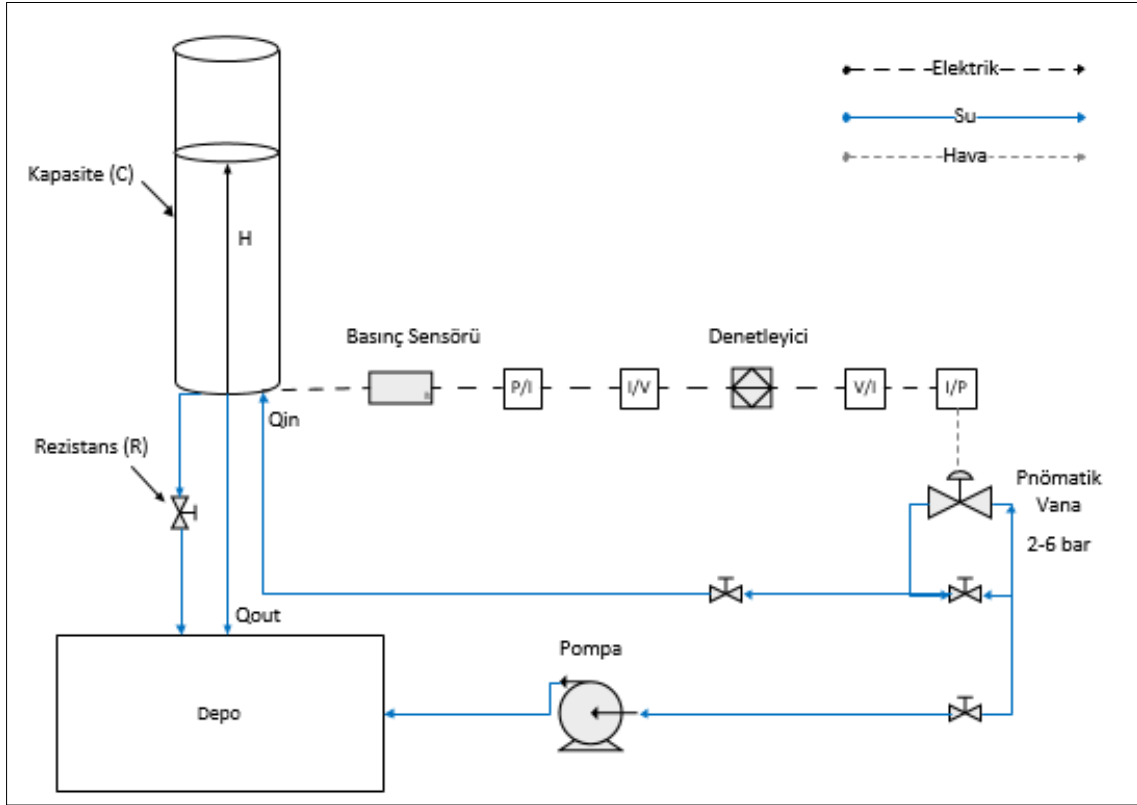 Elektrik
Su
Hava
Kapasite (C)
H
Basınç Sensörü
Denetleyici
P/I
I/V
V/I
I/P
Qin
Rezistans (R)
Pnömatik
Vana
2-6 bar
Qout
Pompa
Depo